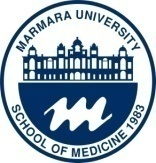 MARMARA UNIVERSITY
SCHOOL OF MEDICINE 1983